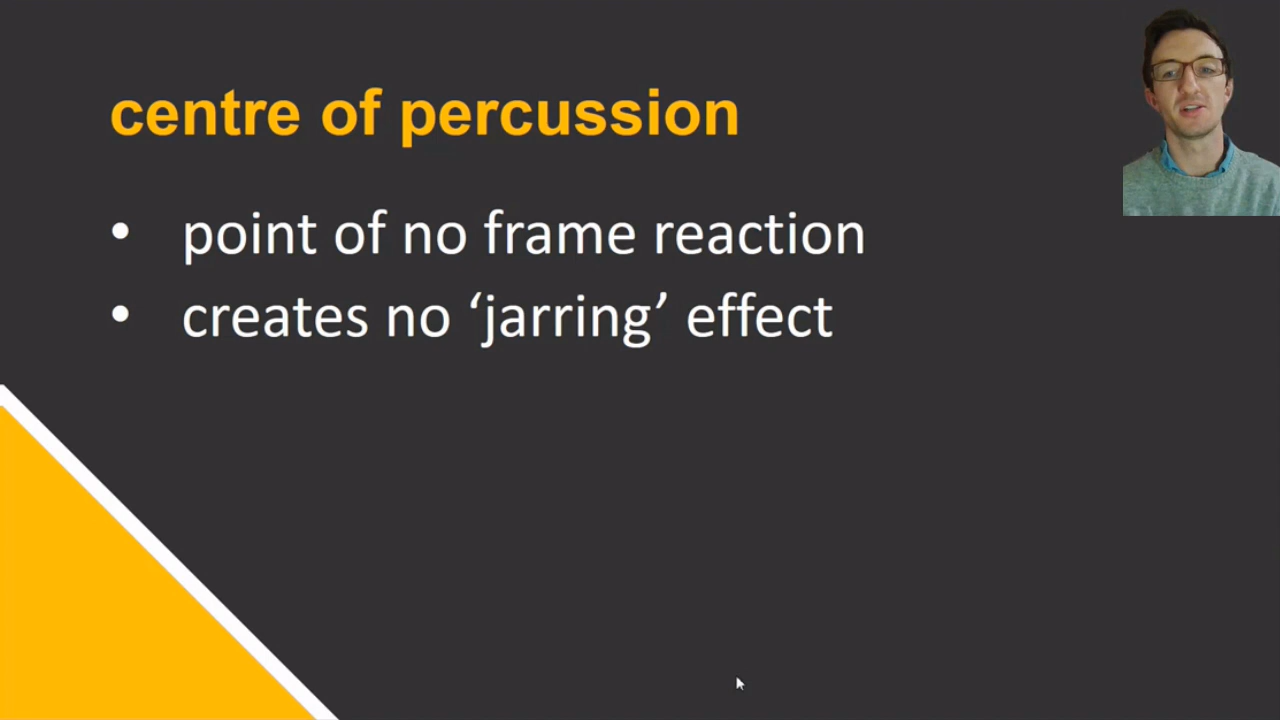 centre of percussion
• point of no frame reaction
• creates no ‘jarring’ effect